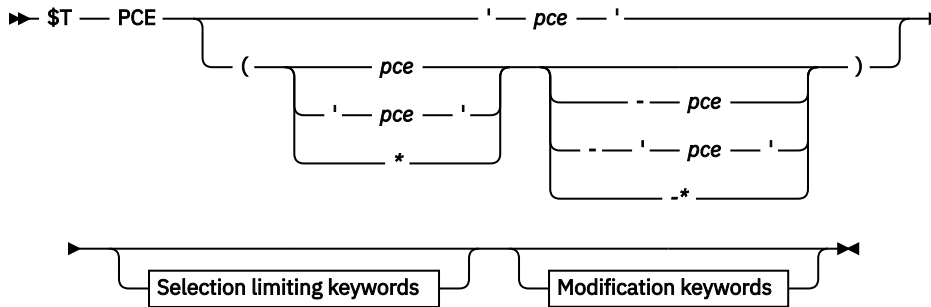 $T PCE ' pce '
( pce - pce )
' pce ' - ' pce '
* -*
Selection limiting keywords Modification keywords